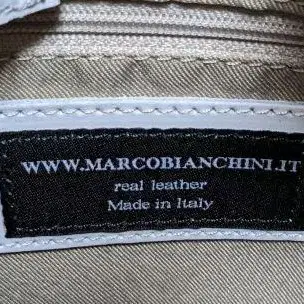 WWW.MARCOBIANCHINI.IT
real leather
Made in Italy